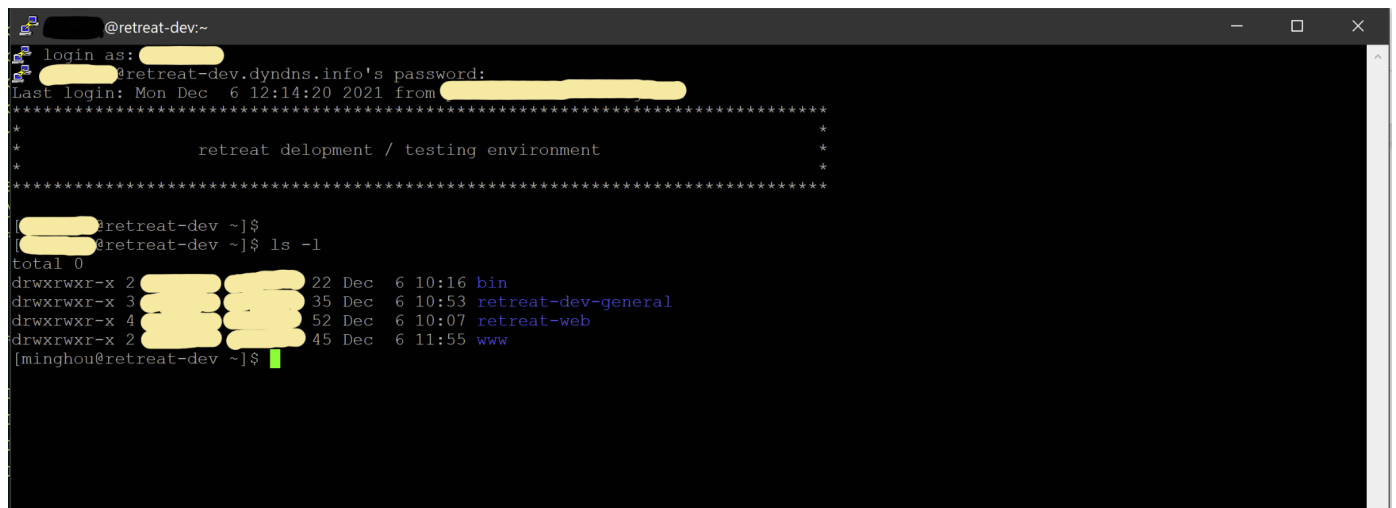 @retreat-dev:~
login as:
@retreat-dev.dyndns.info's password:
Last login: Mon Dec  6 12:14:20 2021 from
*******************************************************************************
*                                                                             *
*                  retreat delopment / testing environment                     *
*                                                                             *
*******************************************************************************
[ @retreat-dev ~]$
[ @retreat-dev ~]$ ls -l
total 0
drwxrwxr-x 2 22 Dec  6 10:16 bin
drwxrwxr-x 3 35 Dec  6 10:53 retreat-dev-general
drwxrwxr-x 4 52 Dec  6 10:07 retreat-web
drwxrwxr-x 2 45 Dec  6 11:55 www
[minghou@retreat-dev ~]$